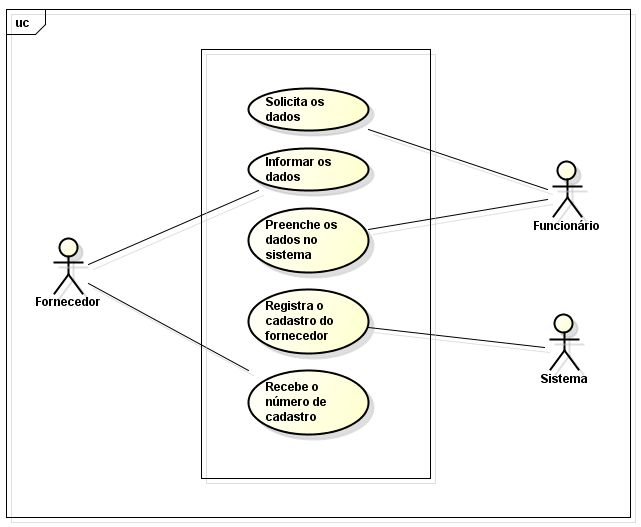 uc
Solicita os
dados
Informar os
dados
Preenche os
dados no
sistema
Funcionário
Fornecedor
Registra o
cadastro do
fornecedor
Sistema
Recebe o
número de
cadastro